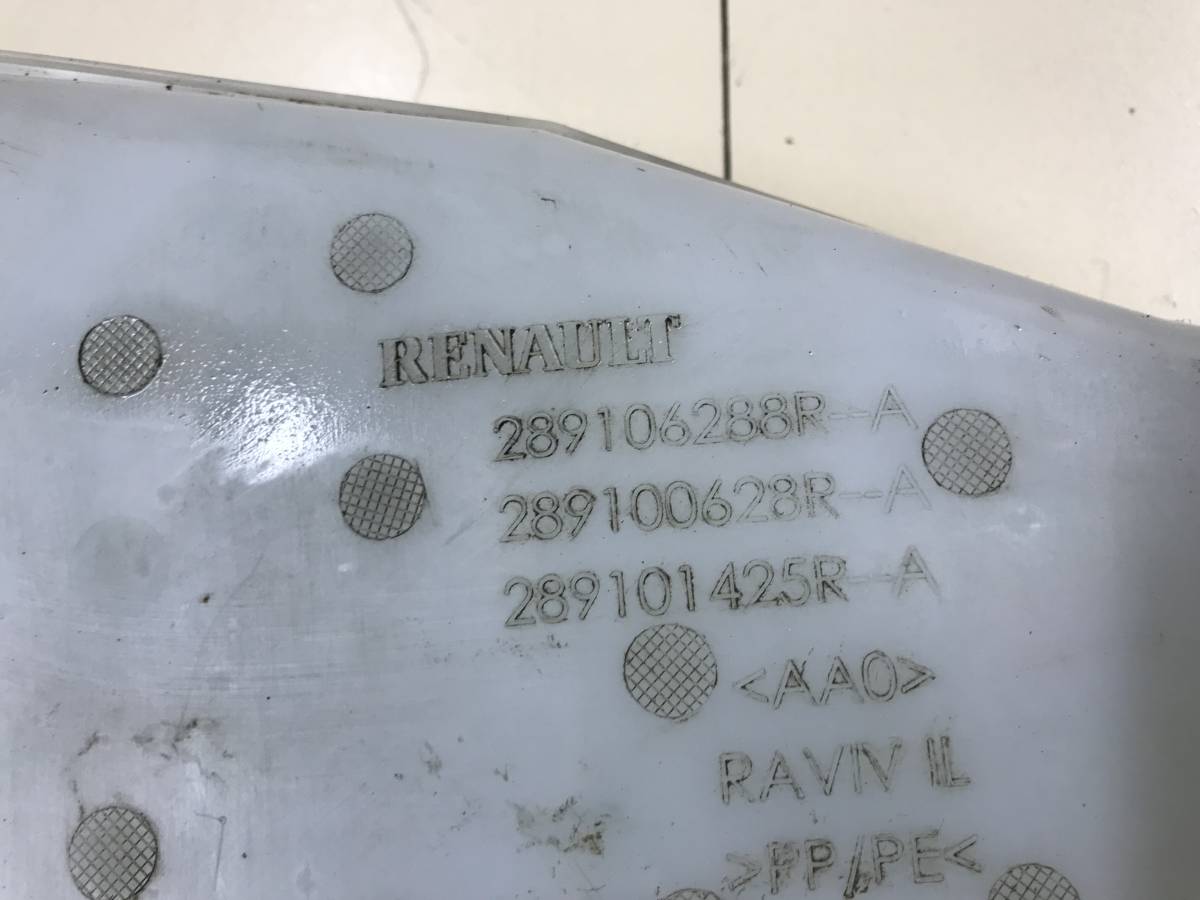 RENAULT
289106288R--A
289100628R--A
289101425R--A
<AA0>
RAVIV IL
>PP/PE<